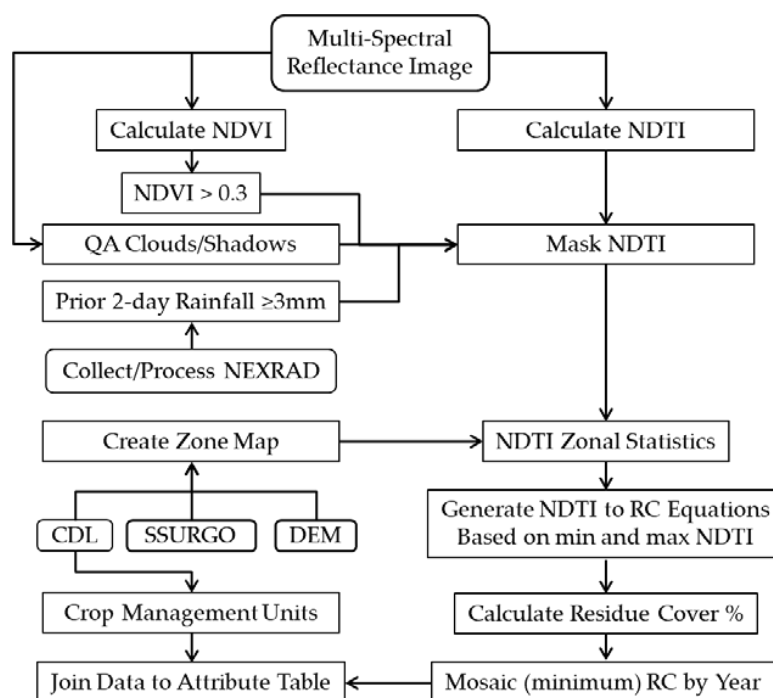 Multi-Spectral
Reflectance Image
Calculate NDVI
Calculate NDTI
NDVI > 0.3
QA Clouds/Shadows
Mask NDTI
Prior 2-day Rainfall ≥3mm
Collect/Process NEXRAD
Create Zone Map
NDTI Zonal Statistics
CDL
SSURGO
DEM
Generate NDTI to RC Equations
Based on min and max NDTI
Crop Management Units
Calculate Residue Cover %
Join Data to Attribute Table
Mosaic (minimum) RC by Year